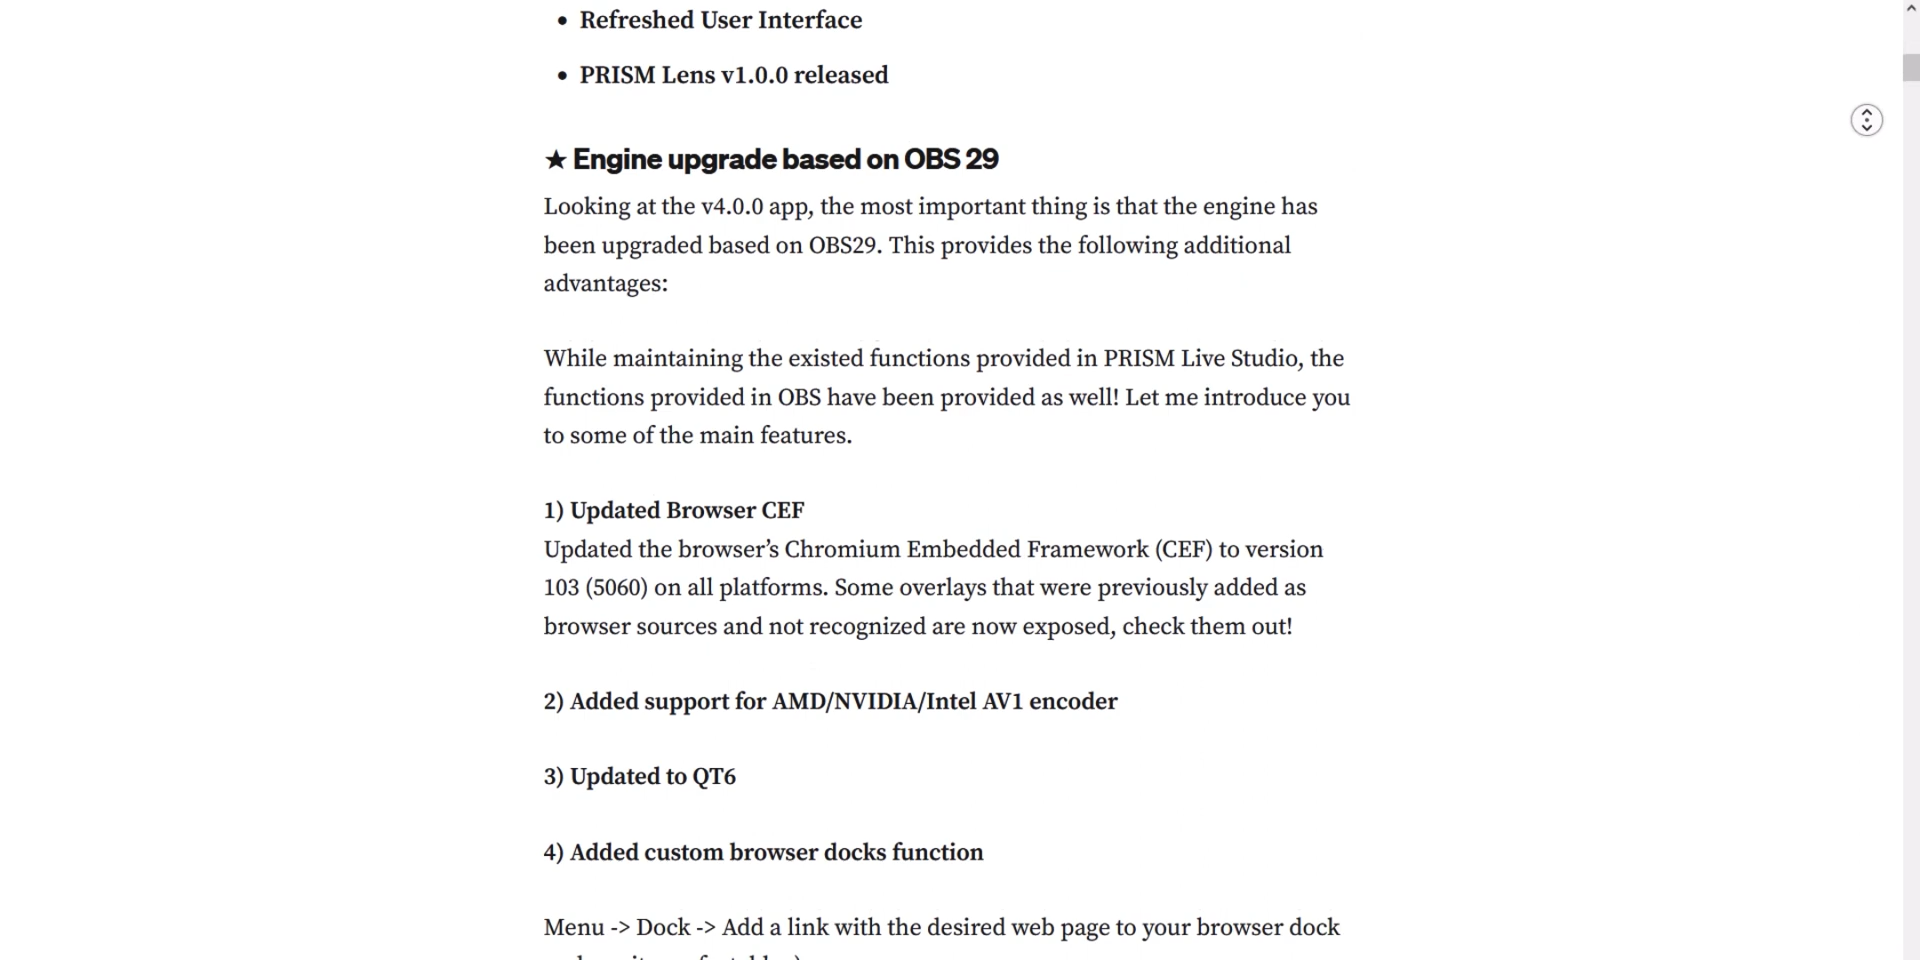 • Refreshed User Interface
• PRISM Lens v1.0.0 released
★ Engine upgrade based on OBS 29
Looking at the v4.0.0 app, the most important thing is that the engine has
been upgraded based on OBS29. This provides the following additional
advantages:
While maintaining the existed functions provided in PRISM Live Studio, the
functions provided in OBS have been provided as well! Let me introduce you
to some of the main features.
1) Updated Browser CEF
Updated the browser’s Chromium Embedded Framework (CEF) to version
103 (5060) on all platforms. Some overlays that were previously added as
browser sources and not recognized are now exposed, check them out!
2) Added support for AMD/NVIDIA/Intel AV1 encoder
3) Updated to QT6
4) Added custom browser docks function
Menu -> Dock -> Add a link with the desired web page to your browser dock